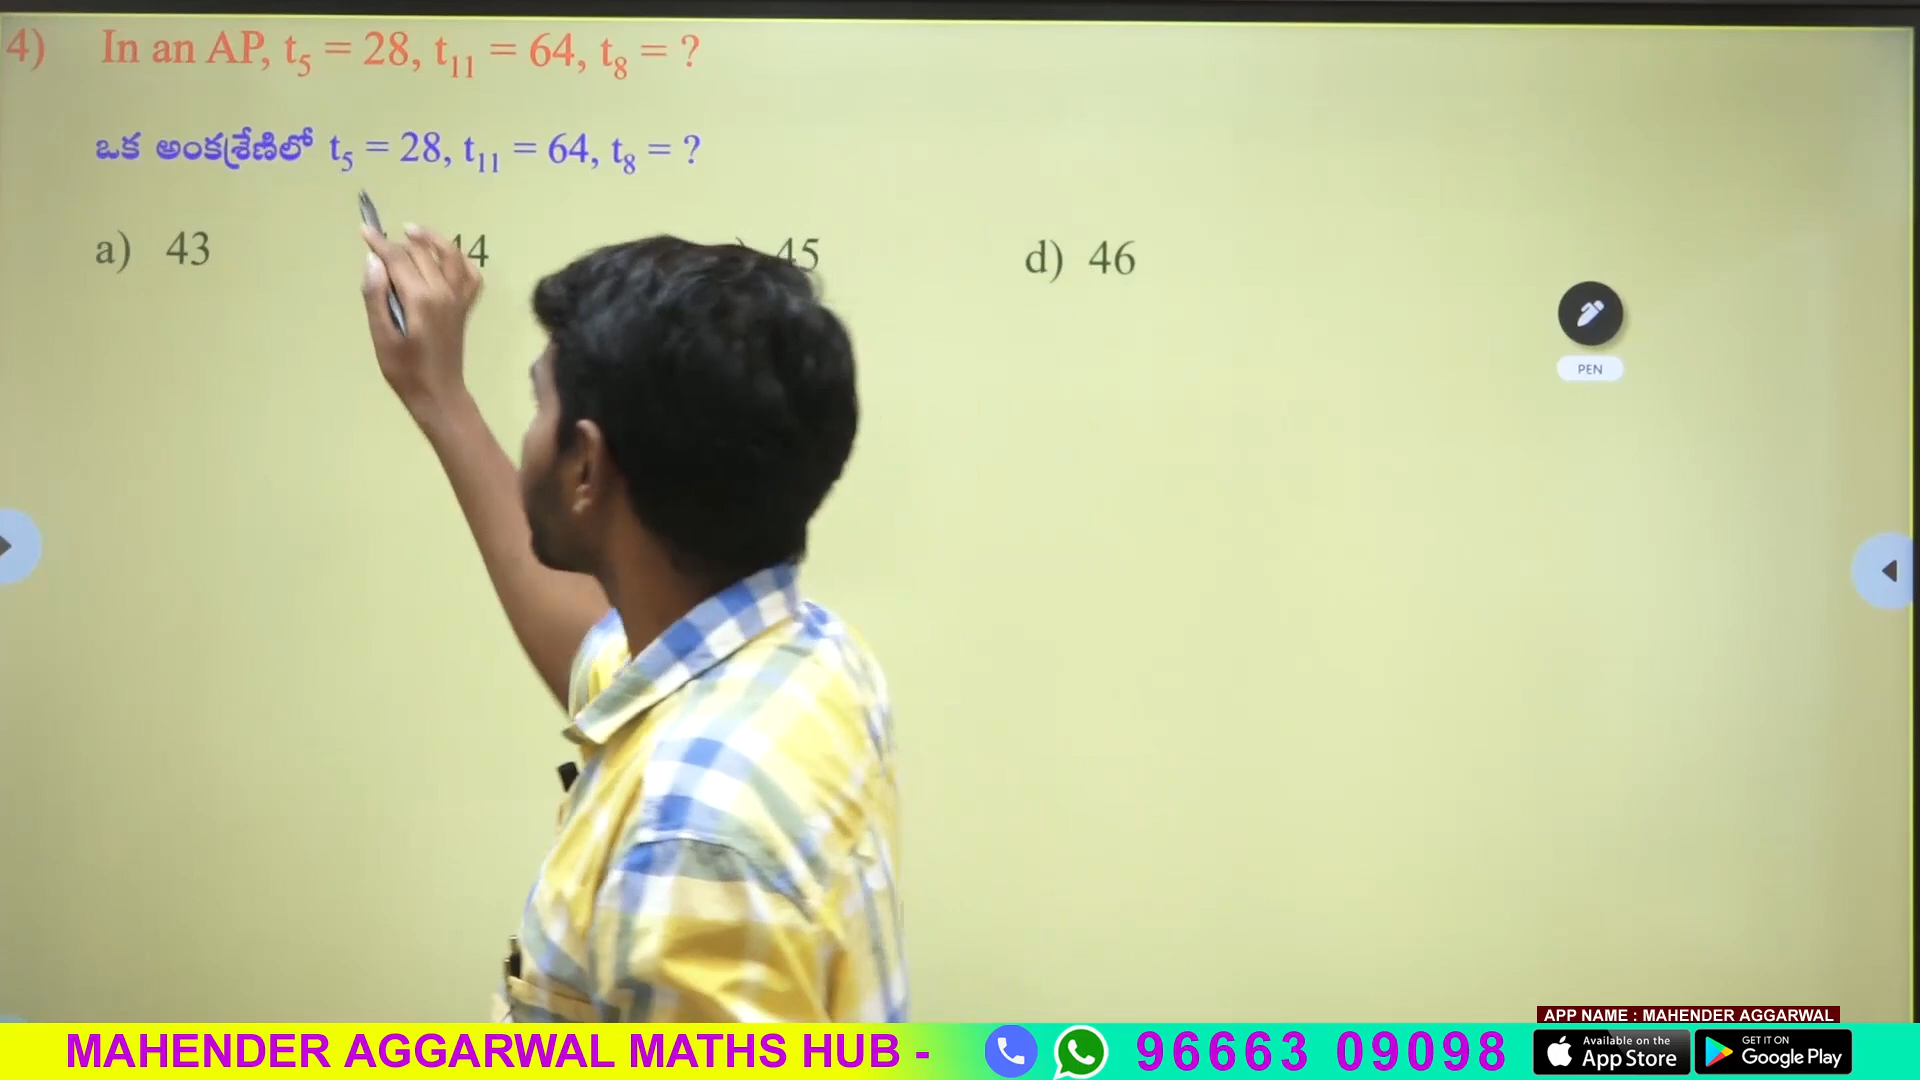 4) In an AP, t5 = 28, t11 = 64, t8 = ?
ఒక అంకశ్రేణిలో t5 = 28, t11 = 64, t8 = ?
a) 43 44 45 d) 46
PEN
APP NAME : MAHENDER AGGARWAL
MAHENDER AGGARWAL MATHS HUB - 96663 09098 Available on the App Store GET IT ON Google Play